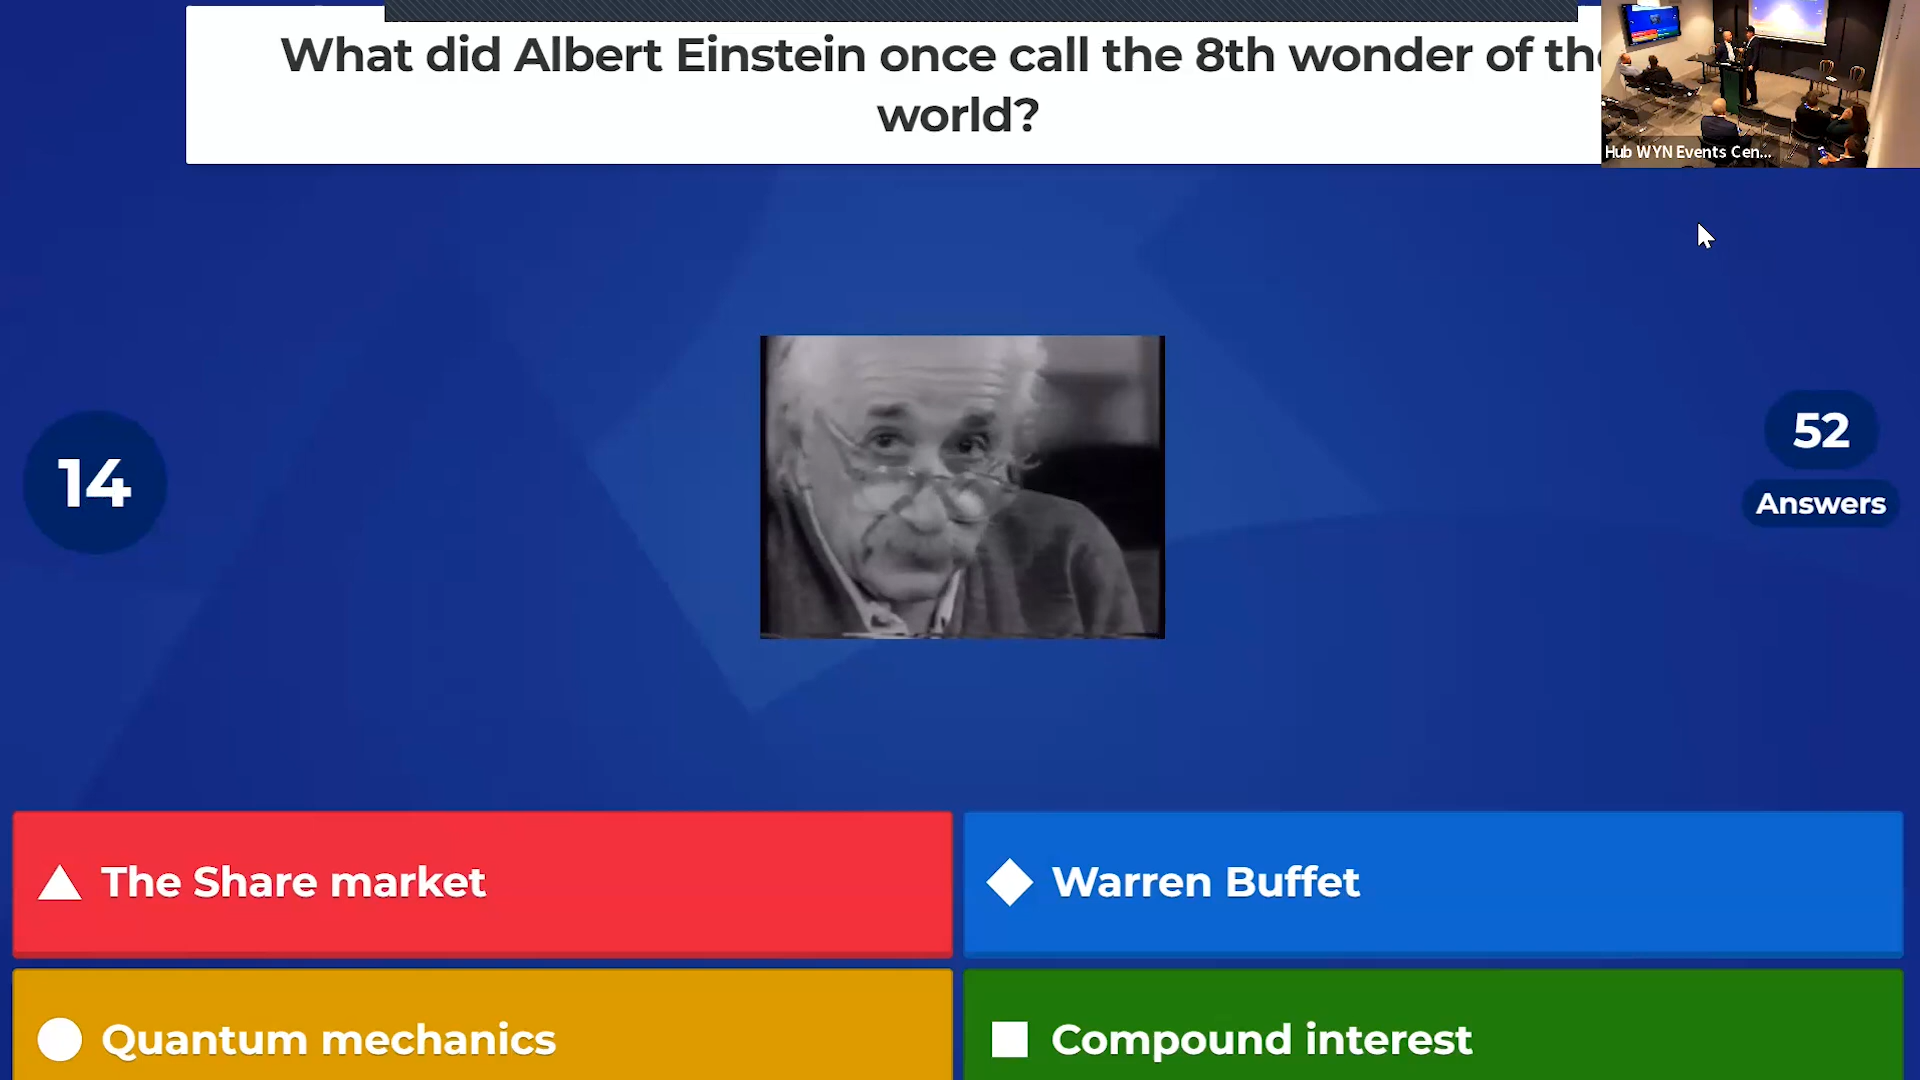 What did Albert Einstein once call the 8th wonder of the
world?
Hub WYN Events Cen...
14
52
Answers
The Share market
Warren Buffet
Quantum mechanics
Compound interest